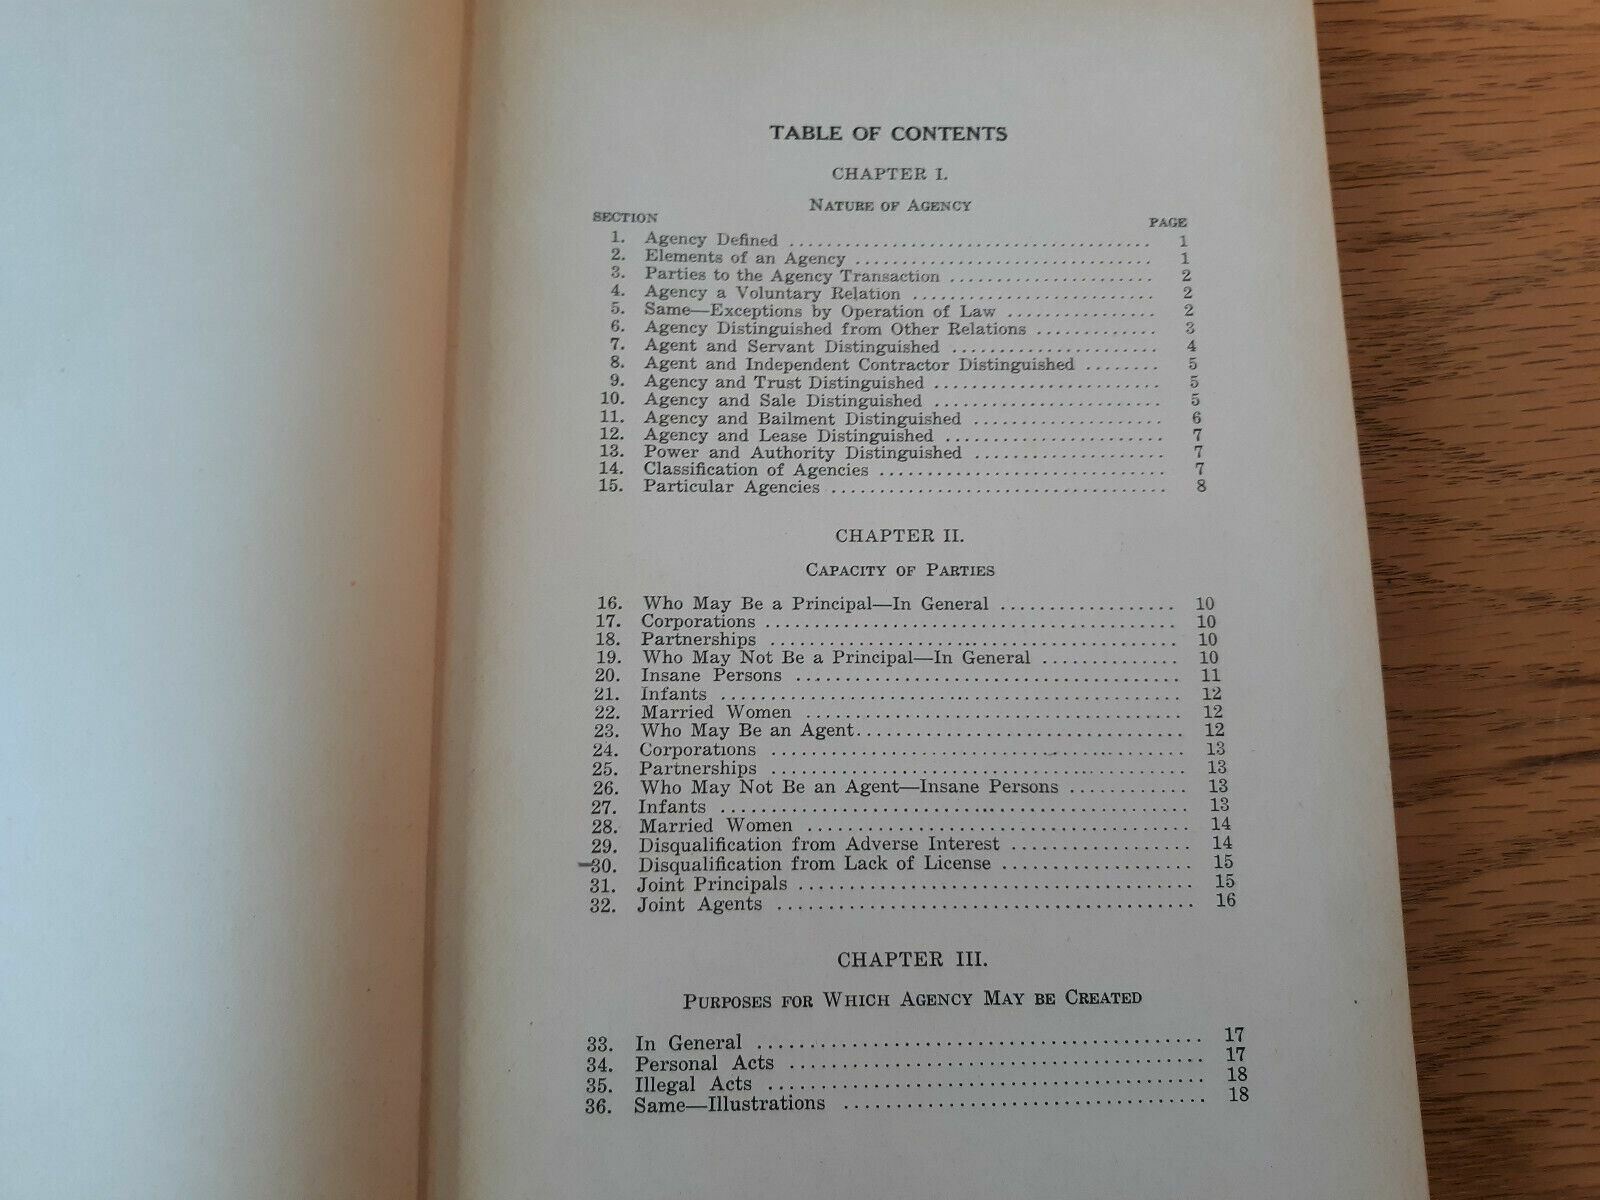 TABLE OF CONTENTS
CHAPTER I.
NATURE OF AGENCY
SECTION PAGE
1. Agency Defined ........................................ 1
2. Elements of an Agency ................................ 1
3. Parties to the Agency Transaction ...................... 2
4. Agency a Voluntary Relation .......................... 2
5. Same—Exceptions by Operation of Law ................ 2
6. Agency Distinguished from Other Relations ............. 3
7. Agent and Servant Distinguished ...................... 4
8. Agent and Independent Contractor Distinguished ........ 5
9. Agency and Trust Distinguished ........................ 5
10. Agency and Sale Distinguished ........................ 5
11. Agency and Bailment Distinguished .................... 6
12. Agency and Lease Distinguished ....................... 7
13. Power and Authority Distinguished .................... 7
14. Classification of Agencies ............................. 7
15. Particular Agencies ................................... 8
CHAPTER II.
CAPACITY OF PARTIES
16. Who May Be a Principal—In General .................. 10
17. Corporations ......................................... 10
18. Partnerships ......................................... 10
19. Who May Not Be a Principal—In General .............. 10
20. Insane Persons ....................................... 11
21. Infants .............................................. 12
22. Married Women ...................................... 12
23. Who May Be an Agent................................. 12
24. Corporations ......................................... 13
25. Partnerships ......................................... 13
26. Who May Not Be an Agent—Insane Persons ............ 13
27. Infants .............................................. 13
28. Married Women ...................................... 14
29. Disqualification from Adverse Interest .................. 14
30. Disqualification from Lack of License ................... 15
31. Joint Principals ....................................... 15
32. Joint Agents ......................................... 16
CHAPTER III.
PURPOSES FOR WHICH AGENCY MAY BE CREATED
33. In General .......................................... 17
34. Personal Acts ........................................ 17
35. Illegal Acts .......................................... 18
36. Same—Illustrations ................................... 18